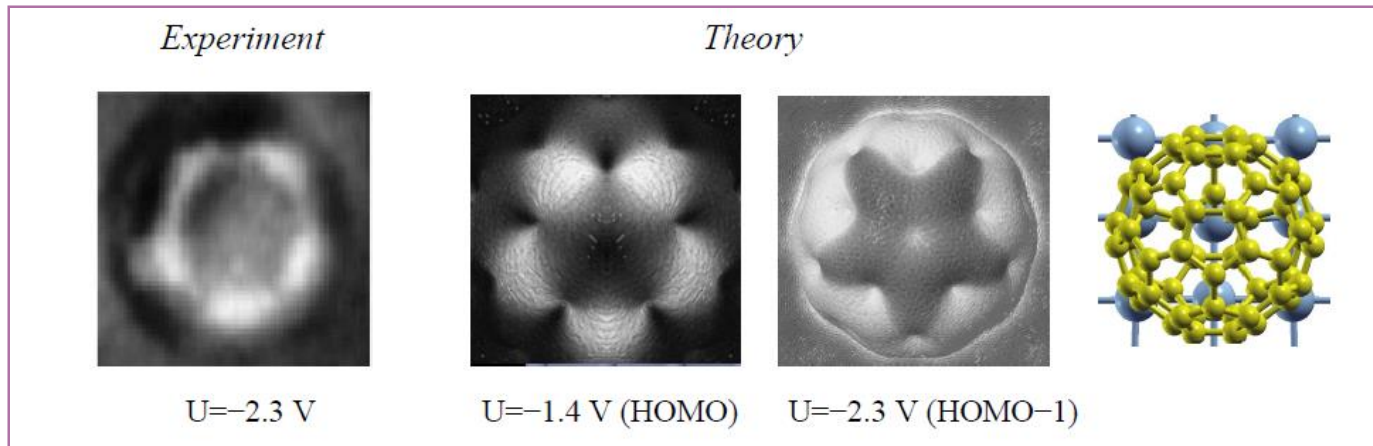 Experiment
Theory
U=−2.3 V
U=−1.4 V (HOMO)
U=−2.3 V (HOMO−1)